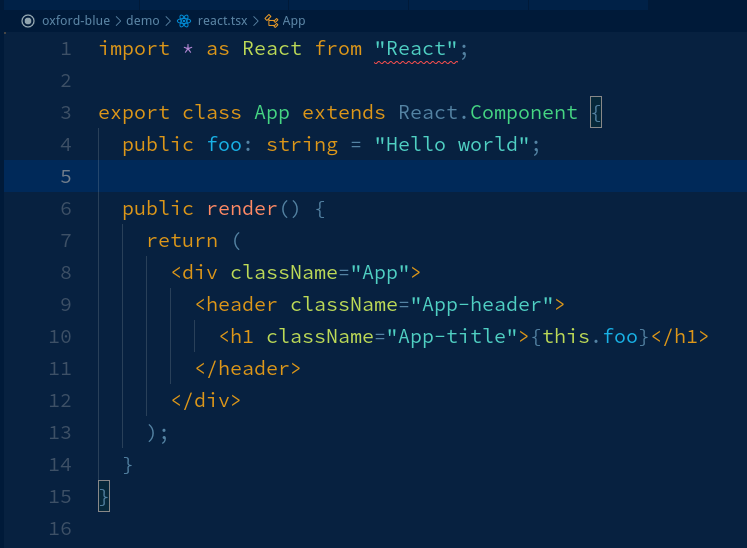 oxford-blue > demo > react.tsx > App
1 import * as React from "React";
2
3 export class App extends React.Component {
4   public foo: string = "Hello world";
5
6   public render() {
7     return (
8       <div className="App">
9         <header className="App-header">
10           <h1 className="App-title">{this.foo}</h1>
11         </header>
12       </div>
13     );
14   }
15 }
16